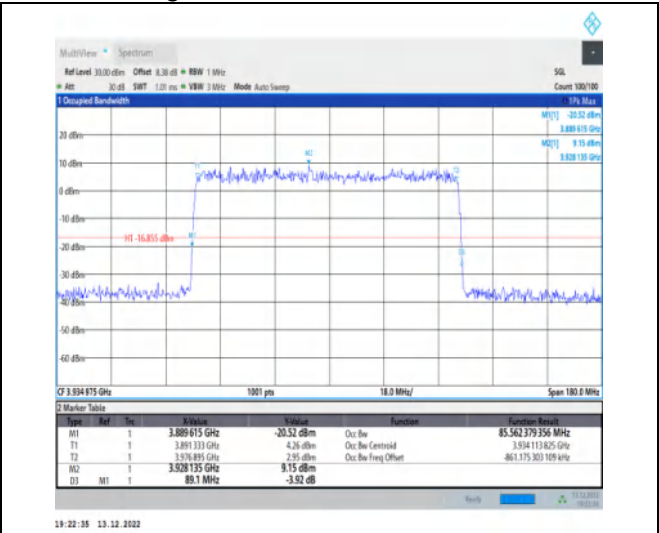 MultiView Spectrum
Ref Level 30.00 dBm Offset 8.38 dB RBW 1 MHz SGL
Att 30 dB SWT 1.01 ms VBW 3 MHz Mode Auto Sweep Count 100/100
1 Occupied Bandwidth 1Pk Max
M1[1] -20.52 dBm
3.889 615 GHz
20 dBm M2[1] 9.15 dBm
3.928 135 GHz
M2
10 dBm
T1
0 dBm
-10 dBm
H1 -16.855 dBm M1
-20 dBm
-30 dBm
-40 dBm
-50 dBm
-60 dBm
CF 3.934 975 GHz 1001 pts 18.0 MHz/ Span 180.0 MHz
2 Marker Table
Type Ref Trc X-Value Y-Value Function Function Result
M1 1 3.889 615 GHz -20.52 dBm Occ Bw 85.562 379 356 MHz
T1 1 3.891 333 GHz 4.26 dBm Occ Bw Centroid 3.934 113 825 GHz
T2 1 3.976 895 GHz 2.95 dBm Occ Bw Freq Offset -861.175 303 109 kHz
M2 1 3.928 135 GHz 9.15 dBm
D3 M1 1 89.1 MHz -3.92 dB
Ready 13.12.2022
19:22:35 13.12.2022